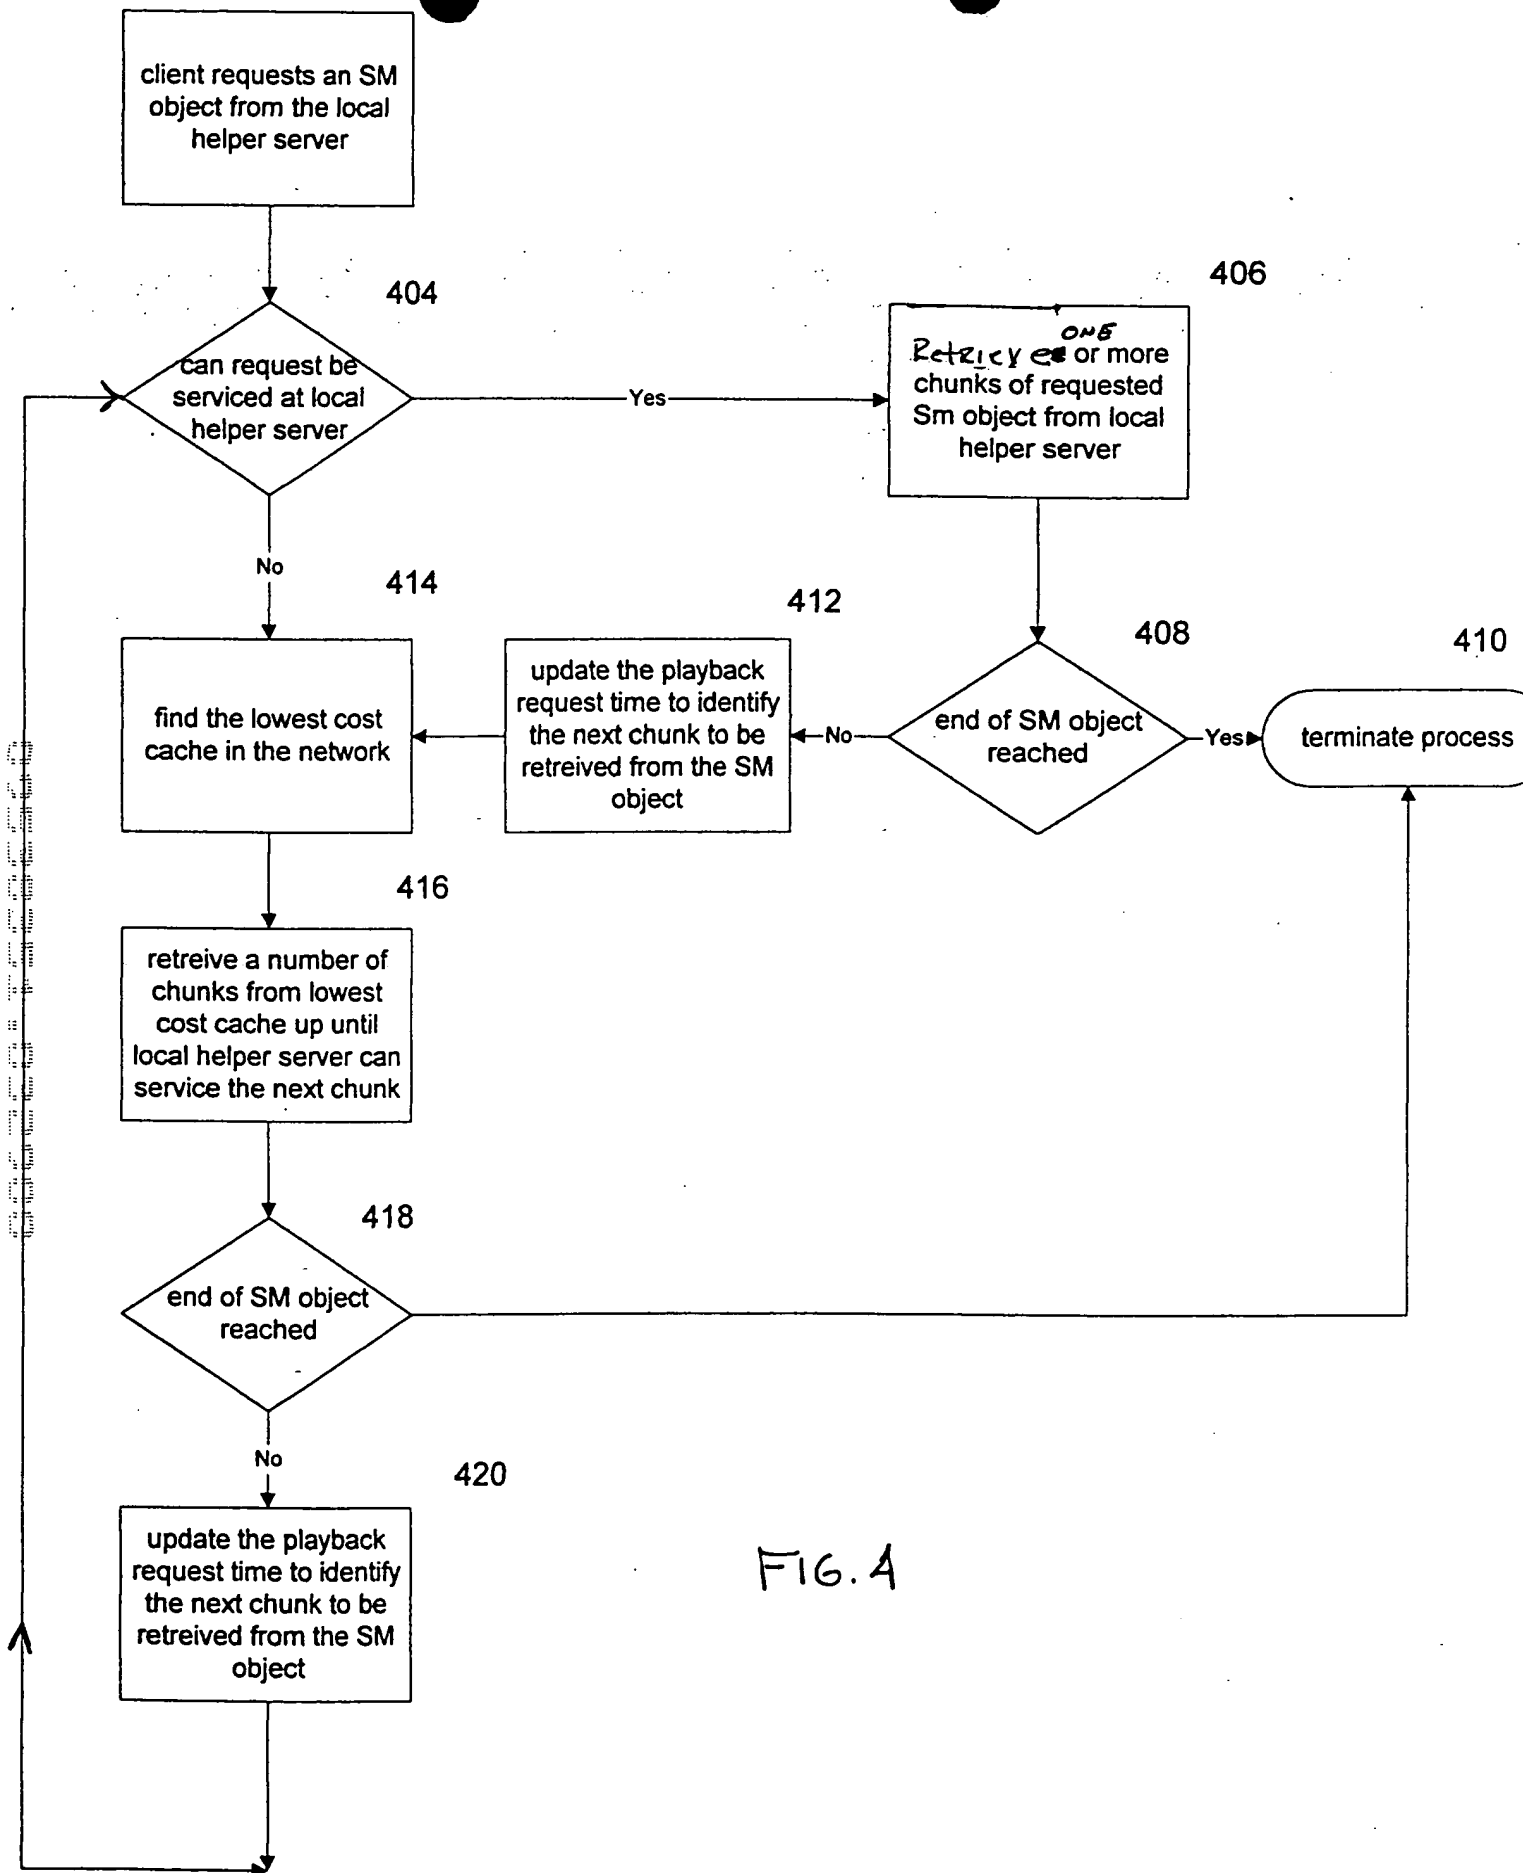 client requests an SM
object from the local
helper server
404
can request be
serviced at local
helper server
Yes
406
ONE
Retrieve or more
chunks of requested
Sm object from local
helper server
No
414
find the lowest cost
cache in the network
412
update the playback
request time to identify
the next chunk to be
retreived from the SM
object
No
408
end of SM object
reached
Yes
410
terminate process
416
retreive a number of
chunks from lowest
cost cache up until
local helper server can
service the next chunk
418
end of SM object
reached
No
420
update the playback
request time to identify
the next chunk to be
retreived from the SM
object
FIG. 4